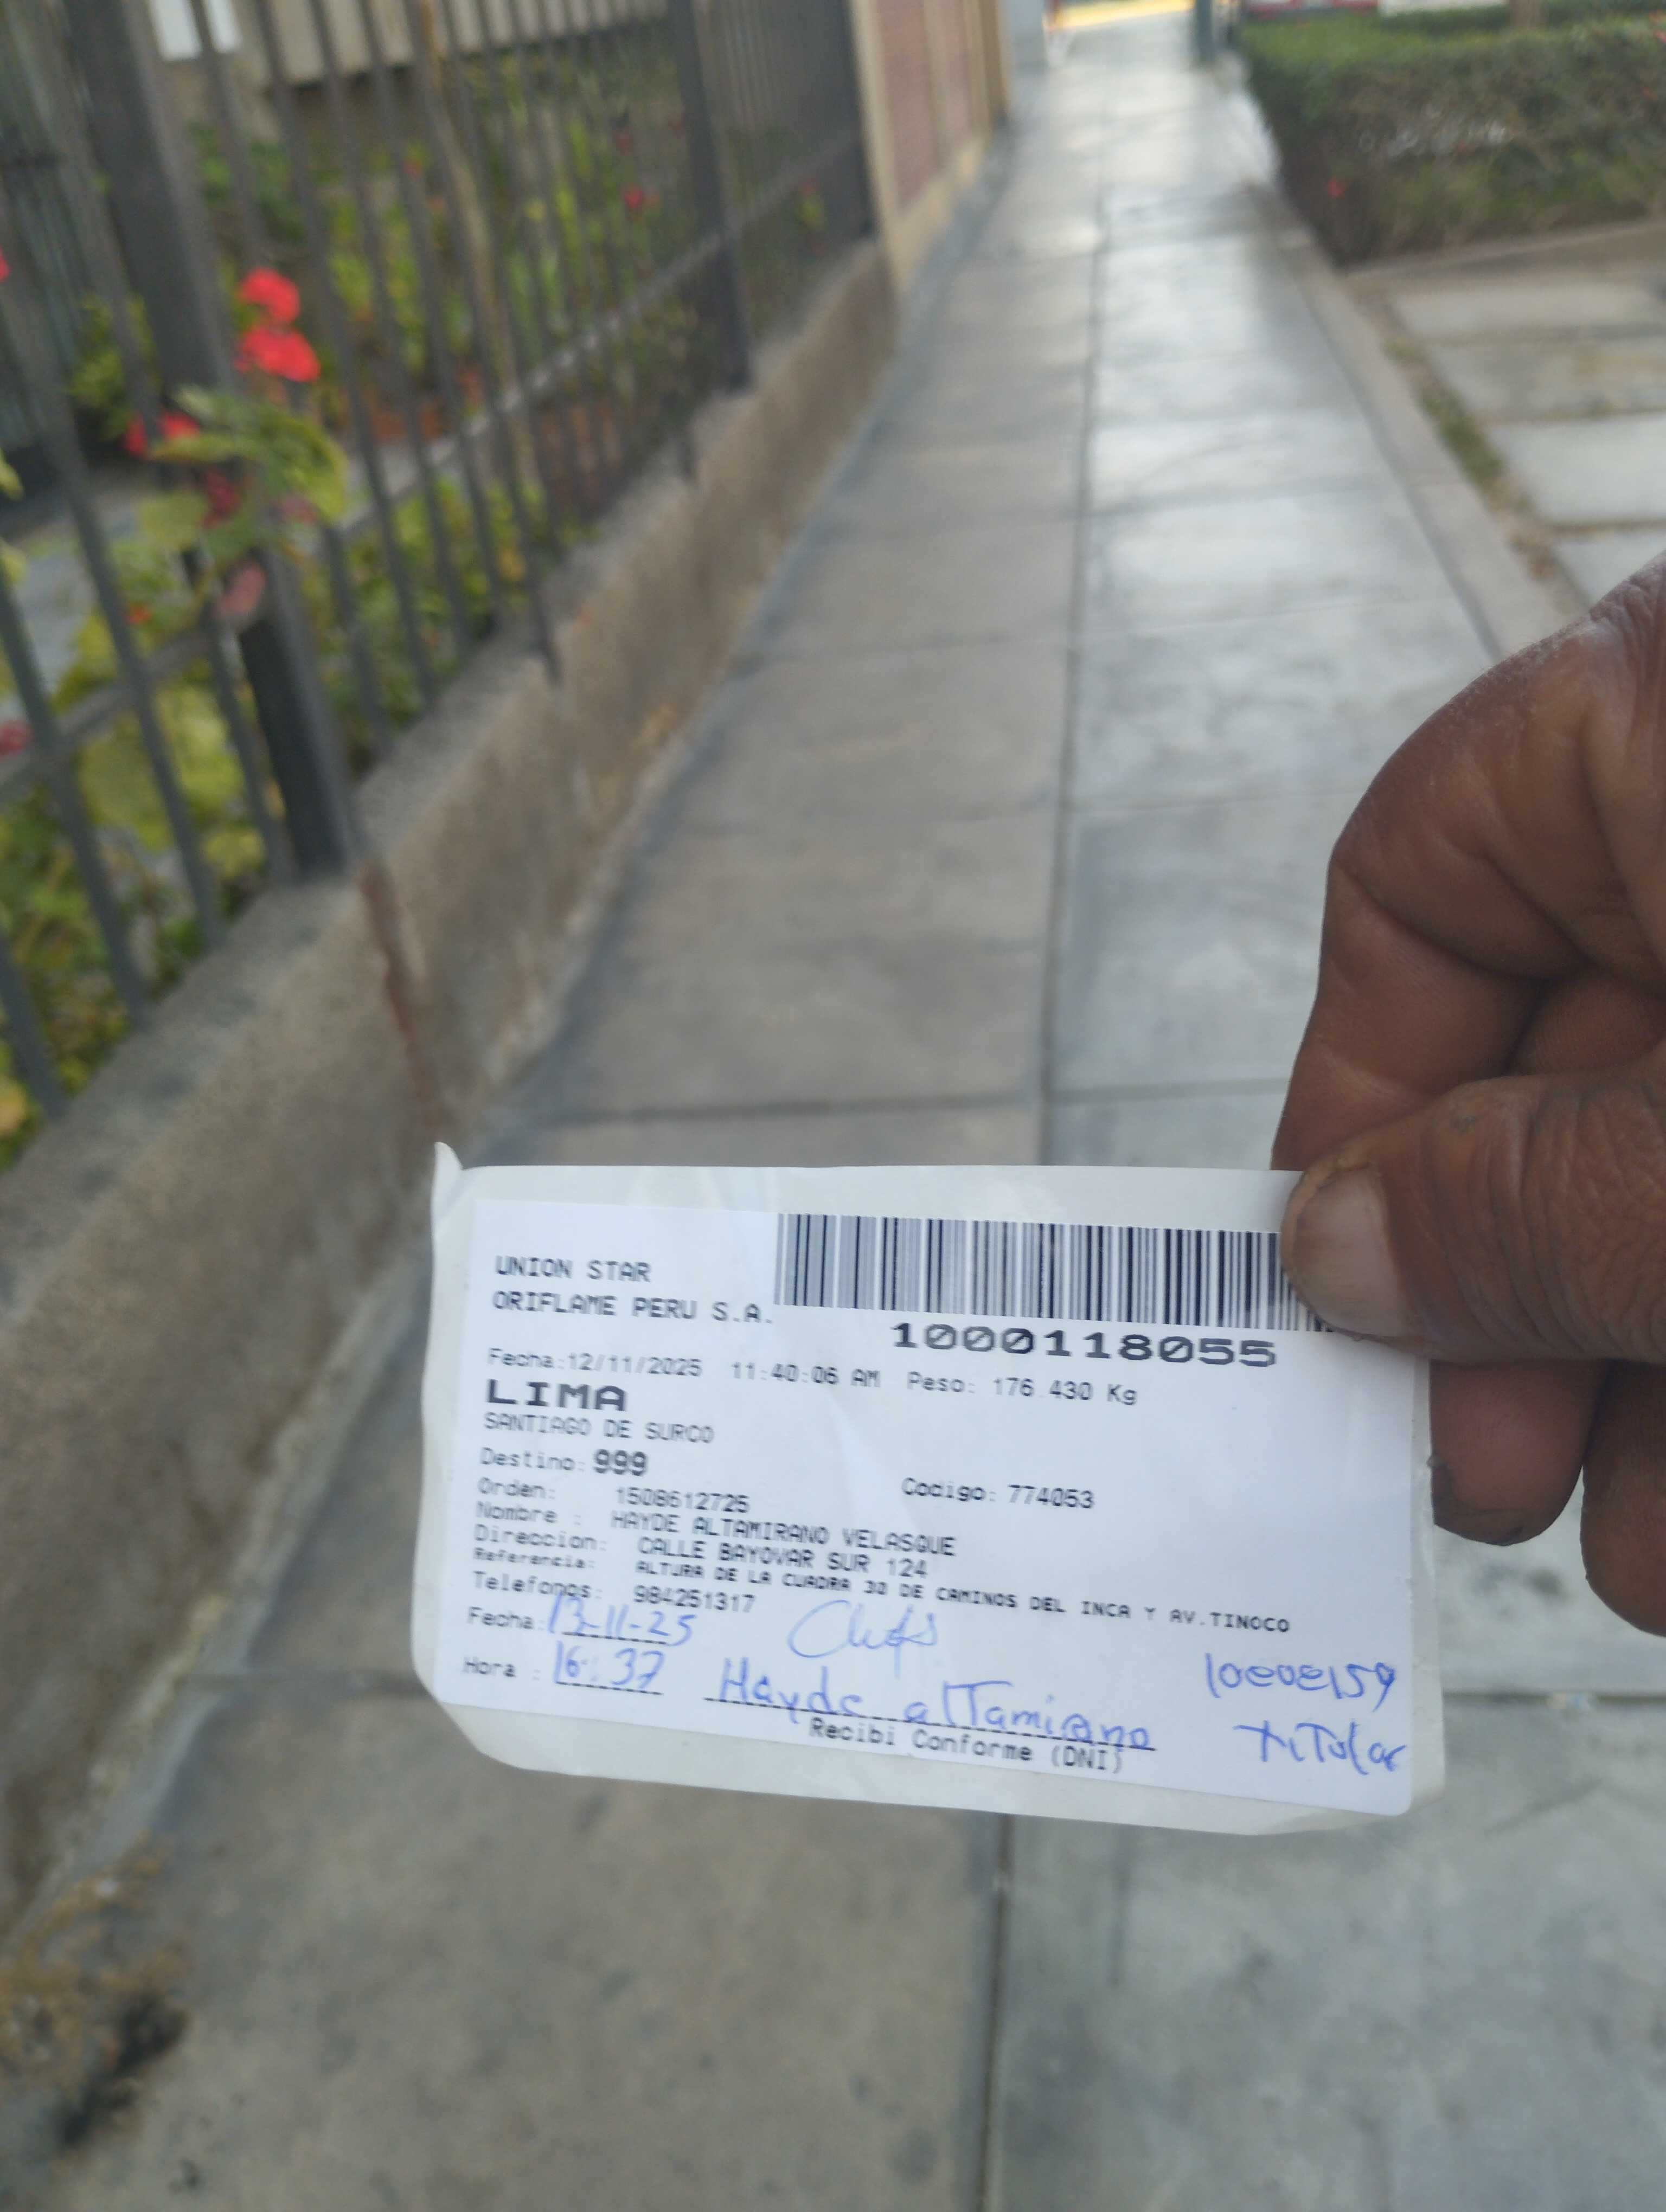 UNION STAR
ORIFLAME PERU S.A.
1000118055
Fecha:12/11/2025 11:40:06 AM Peso: 176.430 Kg
LIMA
SANTIAGO DE SURCO
Destino: 999
Orden: 1508612725 Codigo: 774053
Nombre : HAYDE ALTAMIRANO VELASQUE
Direccion: CALLE BAYOVAR SUR 124
Referencia: ALTURA DE LA CUADRA 30 DE CAMINOS DEL INCA Y AV.TINOCO
Telefonos: 984251317
Fecha: 13-11-25
Hora : 16:37 Hayde alTamirano
Recibi Conforme (DNI)
TiTular